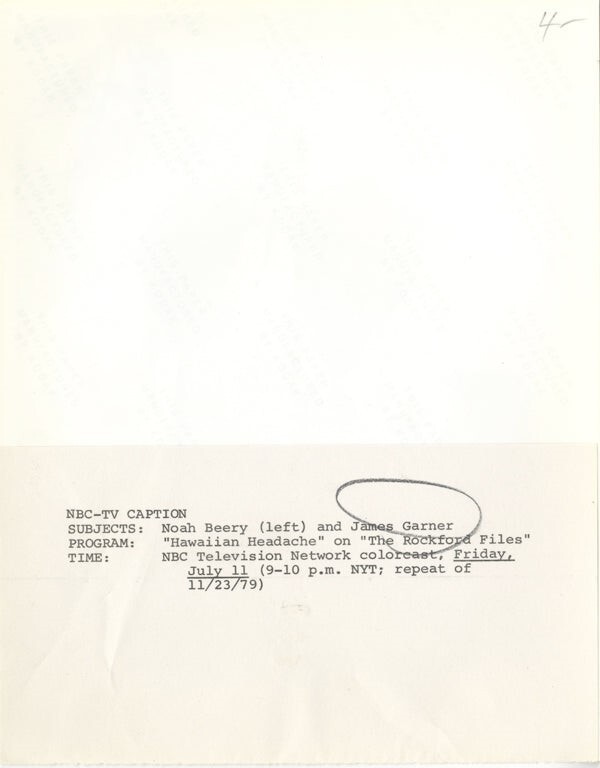 4-
NBC-TV CAPTION
SUBJECTS: Noah Beery (left) and James Garner
PROGRAM: "Hawaiian Headache" on "The Rockford Files"
TIME: NBC Television Network colorcast, Friday,
July 11 (9-10 p.m. NYT; repeat of
11/23/79)